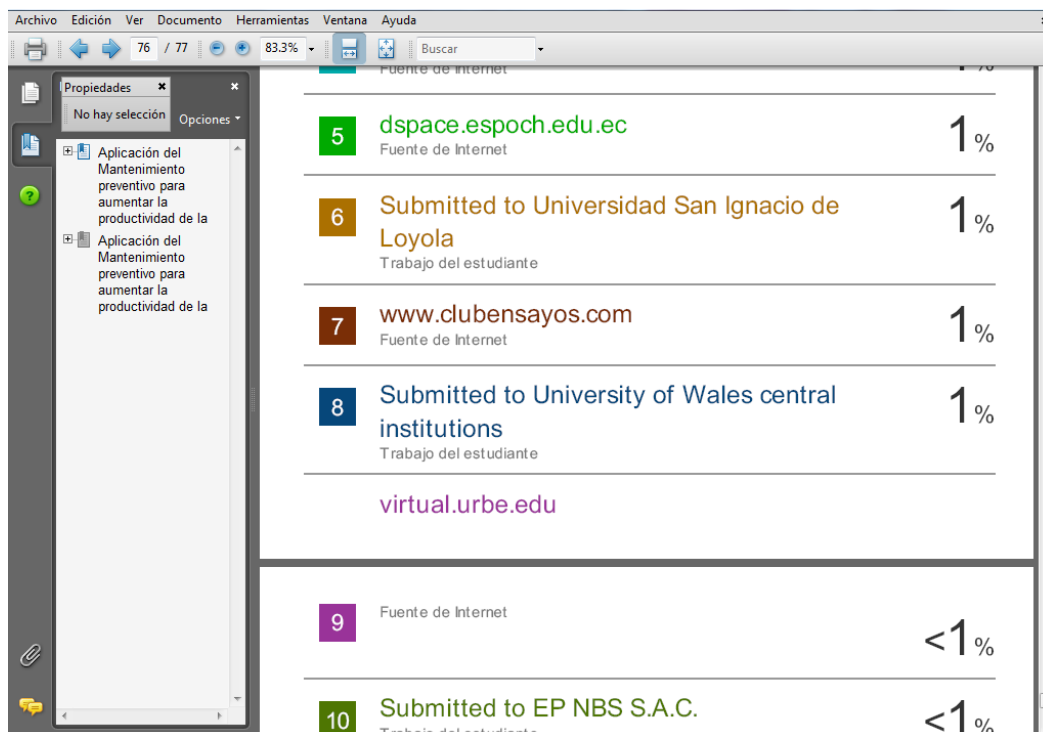 Archivo Edición Ver Documento Herramientas Ventana Ayuda
76 / 77 83.3% Buscar
Propiedades
No hay selección
Opciones
Aplicación del
Mantenimiento
preventivo para
aumentar la
productividad de la
Aplicación del
Mantenimiento
preventivo para
aumentar la
productividad de la
Fuente de Internet
1%
5 dspace.espoch.edu.ec 1%
Fuente de Internet
6 Submitted to Universidad San Ignacio de 1%
Loyola
Trabajo del estudiante
7 www.clubensayos.com 1%
Fuente de Internet
8 Submitted to University of Wales central 1%
institutions
Trabajo del estudiante
virtual.urbe.edu
9 Fuente de Internet
<1%
10 Submitted to EP NBS S.A.C. <1%
Trabajo del estudiante